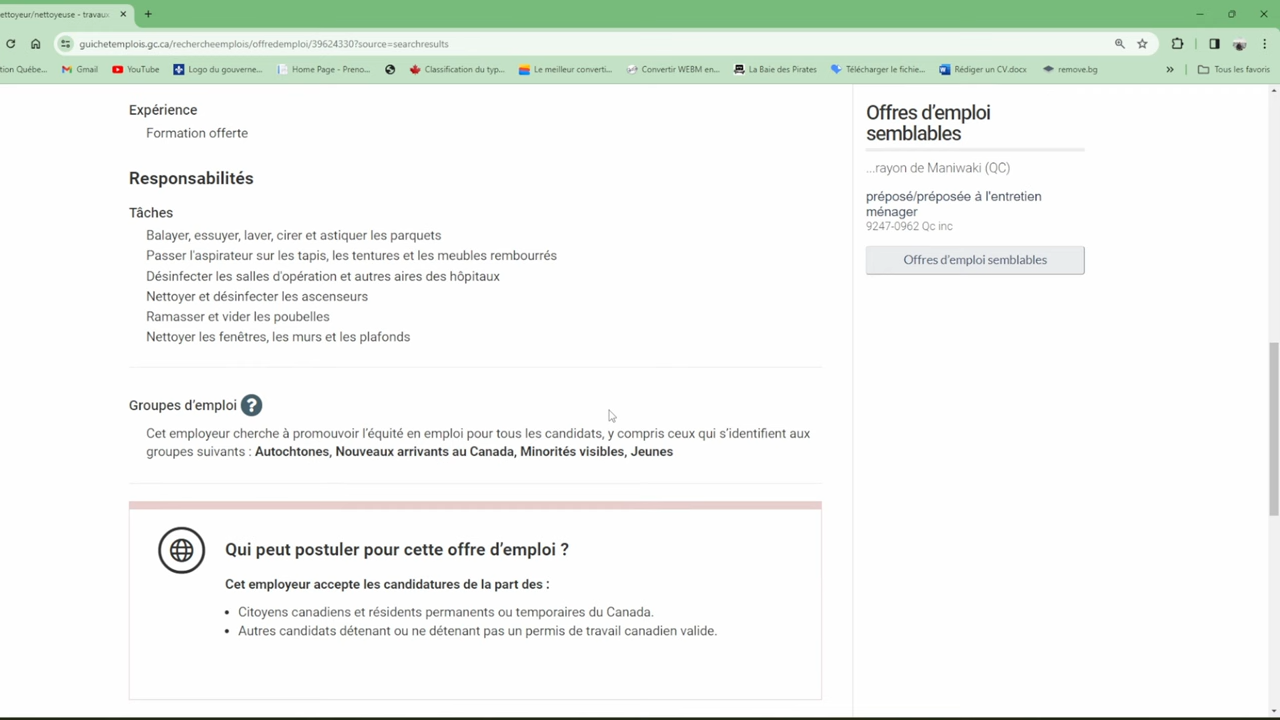 ettoyeur/nettoyeuse - travaux
guichetemplois.gc.ca/rechercheemplois/offredemploi/39624330?source=searchresults
tion Québe...
Gmail
YouTube
Logo du gouverne...
Home Page - Preno...
Classification du typ...
Le meilleur converti...
Convertir WEBM en...
La Baie des Pirates
Télécharger le fichie...
Rédiger un CV.docx
remove.bg
»
Tous les favoris
Expérience
Formation offerte
Responsabilités
Tâches
Balayer, essuyer, laver, cirer et astiquer les parquets
Passer l'aspirateur sur les tapis, les tentures et les meubles rembourrés
Désinfecter les salles d'opération et autres aires des hôpitaux
Nettoyer et désinfecter les ascenseurs
Ramasser et vider les poubelles
Nettoyer les fenêtres, les murs et les plafonds
Groupes d’emploi ?
Cet employeur cherche à promouvoir l’équité en emploi pour tous les candidats, y compris ceux qui s’identifient aux
groupes suivants : Autochtones, Nouveaux arrivants au Canada, Minorités visibles, Jeunes
Qui peut postuler pour cette offre d’emploi ?
Cet employeur accepte les candidatures de la part des :
• Citoyens canadiens et résidents permanents ou temporaires du Canada.
• Autres candidats détenant ou ne détenant pas un permis de travail canadien valide.
Offres d’emploi
semblables
...rayon de Maniwaki (QC)
préposé/préposée à l'entretien
ménager
9247-0962 Qc inc
Offres d’emploi semblables